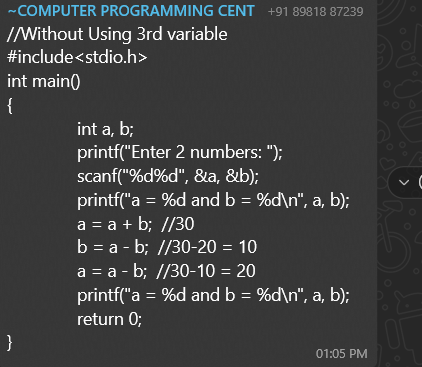 ~COMPUTER PROGRAMMING CENT +91 89818 87239
//Without Using 3rd variable
#include<stdio.h>
int main()
{
int a, b;
printf("Enter 2 numbers: ");
scanf("%d%d", &a, &b);
printf("a = %d and b = %d\n", a, b);
a = a + b;  //30
b = a - b;  //30-20 = 10
a = a - b;  //30-10 = 20
printf("a = %d and b = %d\n", a, b);
return 0;
}
01:05 PM